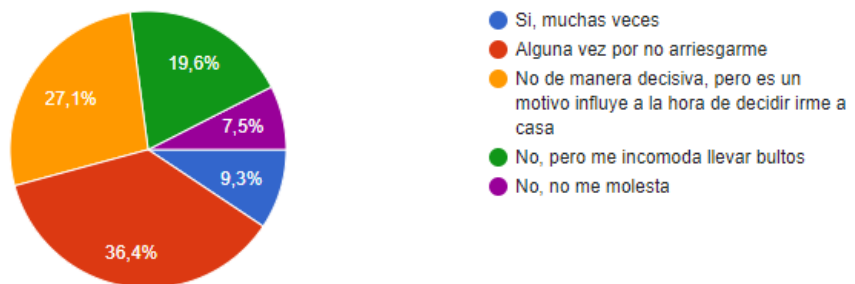 19,6%
27,1%
7,5%
9,3%
36,4%
Si, muchas veces
Alguna vez por no arriesgarme
No de manera decisiva, pero es un
motivo influye a la hora de decidir irme a
casa
No, pero me incomoda llevar bultos
No, no me molesta